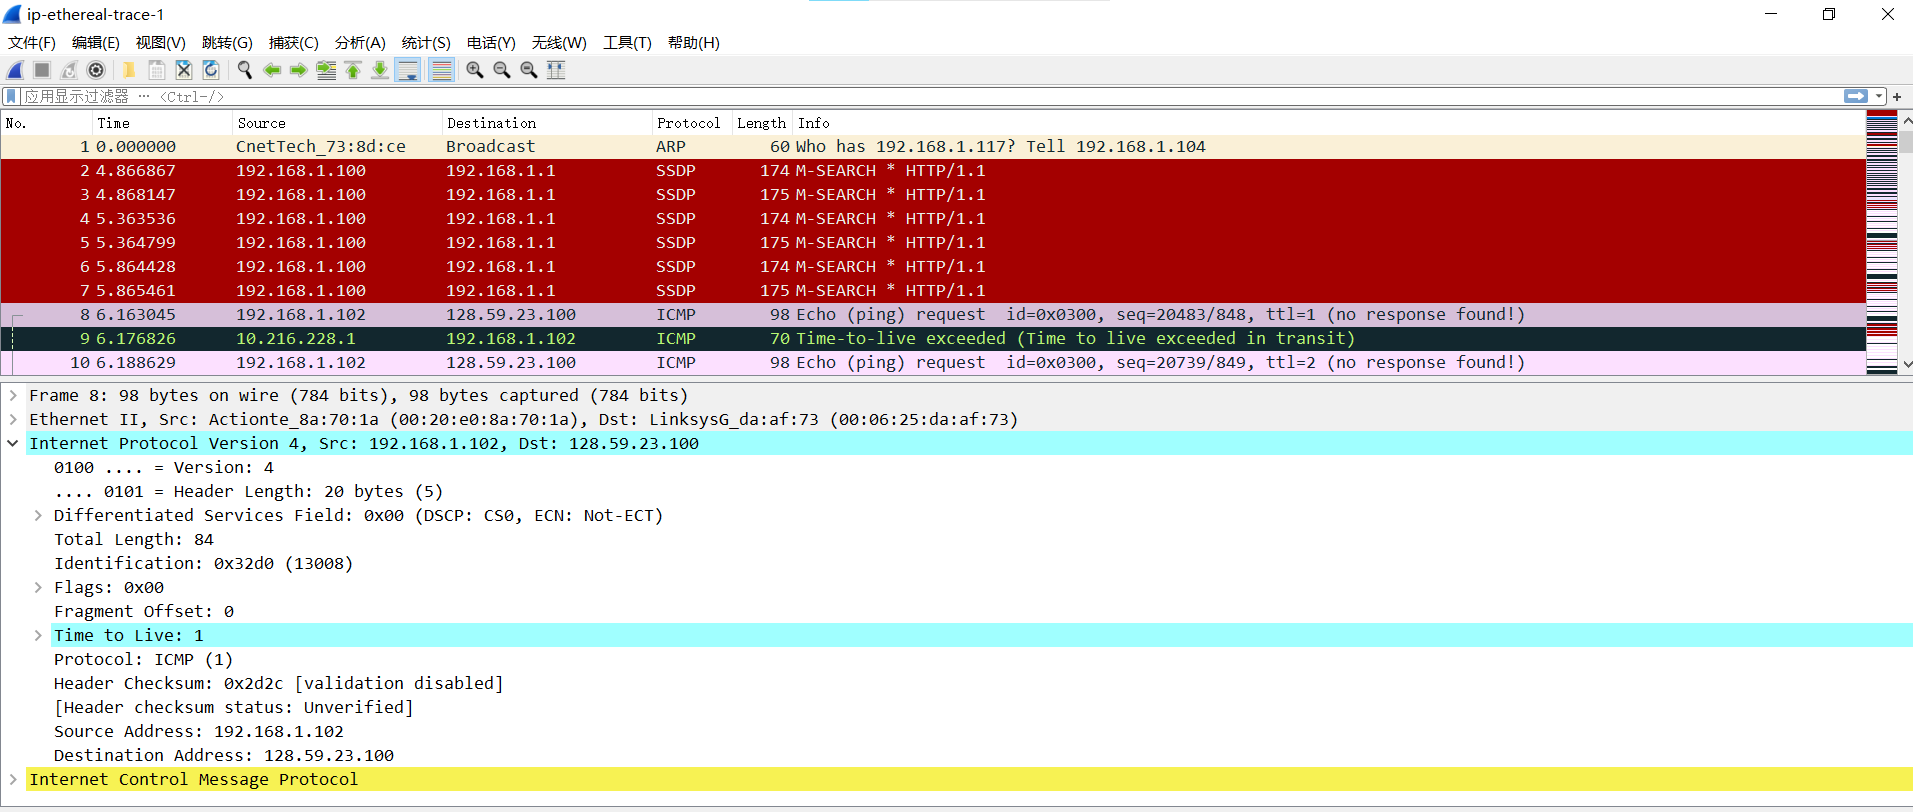 ip-ethereal-trace-1
文件(F) 编辑(E) 视图(V) 跳转(G) 捕获(C) 分析(A) 统计(S) 电话(Y) 无线(W) 工具(T) 帮助(H)
应用显示过滤器 … <Ctrl-/>
No. Time Source Destination Protocol Length Info
1 0.000000 CnetTech_73:8d:ce Broadcast ARP 60 Who has 192.168.1.117? Tell 192.168.1.104
2 4.866867 192.168.1.100 192.168.1.1 SSDP 174 M-SEARCH * HTTP/1.1
3 4.868147 192.168.1.100 192.168.1.1 SSDP 175 M-SEARCH * HTTP/1.1
4 5.363536 192.168.1.100 192.168.1.1 SSDP 174 M-SEARCH * HTTP/1.1
5 5.364799 192.168.1.100 192.168.1.1 SSDP 175 M-SEARCH * HTTP/1.1
6 5.864428 192.168.1.100 192.168.1.1 SSDP 174 M-SEARCH * HTTP/1.1
7 5.865461 192.168.1.100 192.168.1.1 SSDP 175 M-SEARCH * HTTP/1.1
8 6.163045 192.168.1.102 128.59.23.100 ICMP 98 Echo (ping) request id=0x0300, seq=20483/848, ttl=1 (no response found!)
9 6.176826 10.216.228.1 192.168.1.102 ICMP 70 Time-to-live exceeded (Time to live exceeded in transit)
10 6.188629 192.168.1.102 128.59.23.100 ICMP 98 Echo (ping) request id=0x0300, seq=20739/849, ttl=2 (no response found!)
Frame 8: 98 bytes on wire (784 bits), 98 bytes captured (784 bits)
Ethernet II, Src: Actionte_8a:70:1a (00:20:e0:8a:70:1a), Dst: LinksysG_da:af:73 (00:06:25:da:af:73)
Internet Protocol Version 4, Src: 192.168.1.102, Dst: 128.59.23.100
0100 .... = Version: 4
.... 0101 = Header Length: 20 bytes (5)
Differentiated Services Field: 0x00 (DSCP: CS0, ECN: Not-ECT)
Total Length: 84
Identification: 0x32d0 (13008)
Flags: 0x00
Fragment Offset: 0
Time to Live: 1
Protocol: ICMP (1)
Header Checksum: 0x2d2c [validation disabled]
[Header checksum status: Unverified]
Source Address: 192.168.1.102
Destination Address: 128.59.23.100
Internet Control Message Protocol